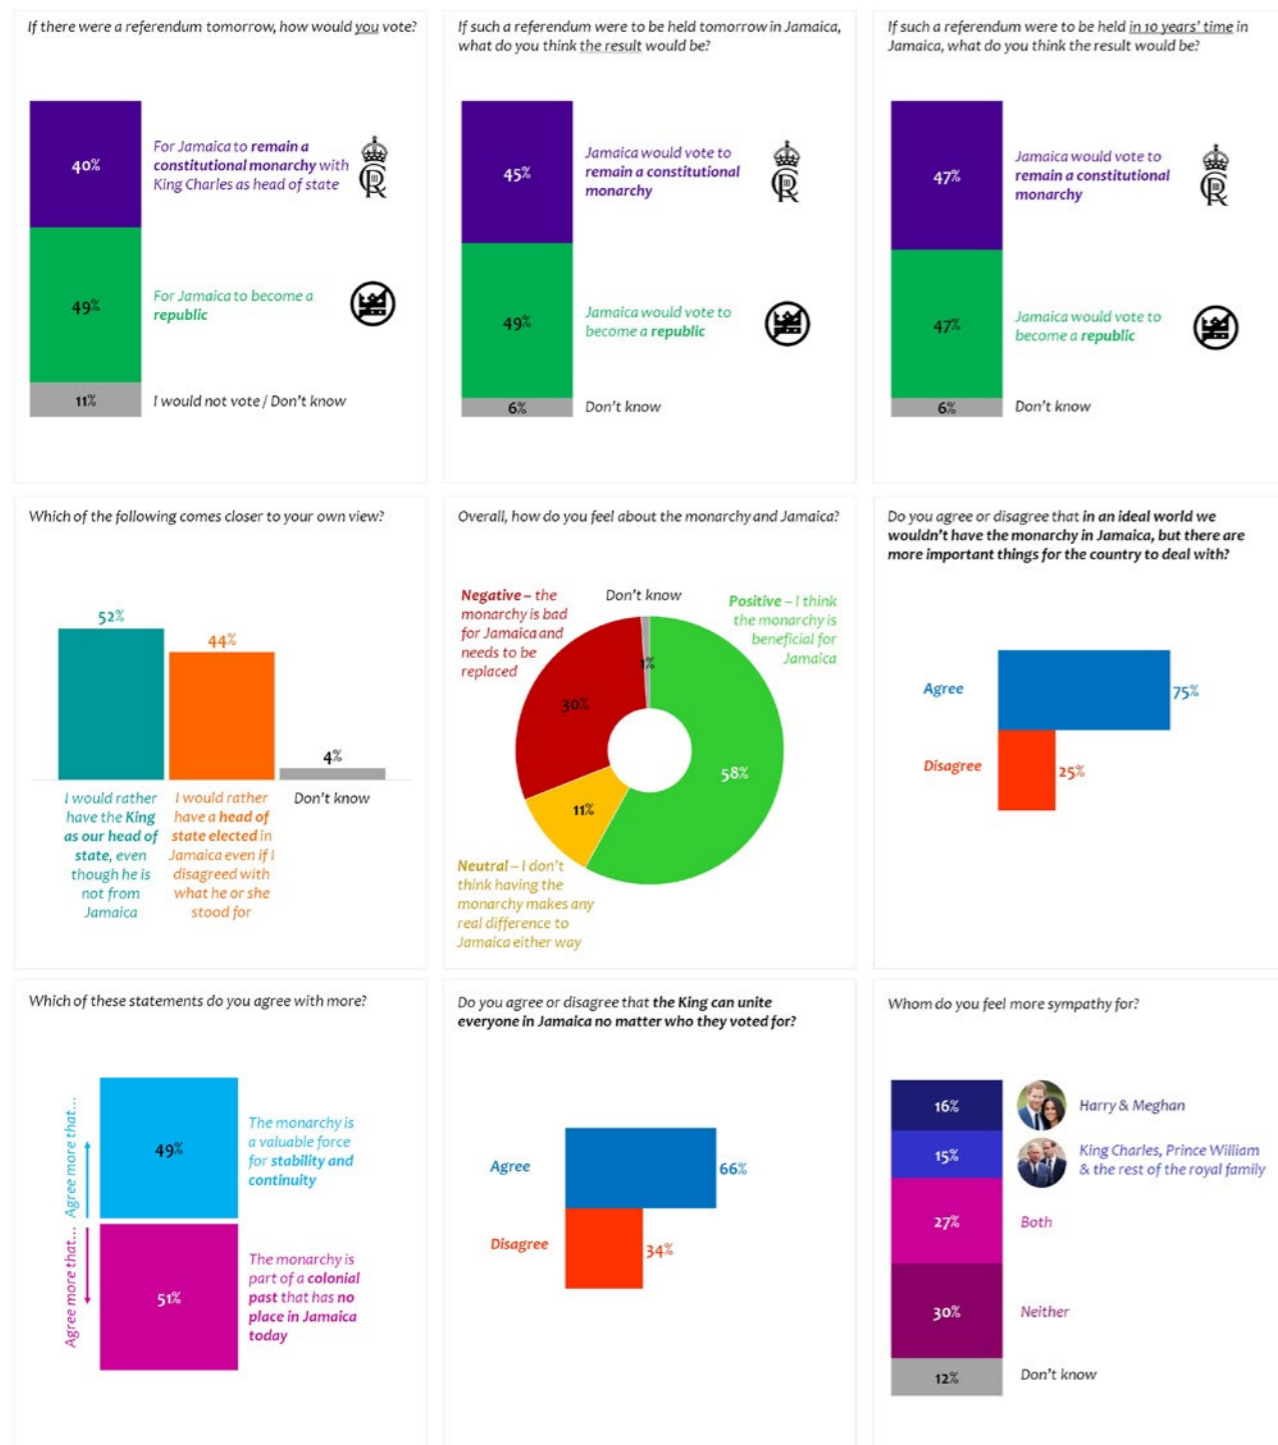 If there were a referendum tomorrow, how would you vote?
40%
For Jamaica to remain a
constitutional monarchy with
King Charles as head of state
49%
For Jamaica to become a
republic
11%
I would not vote / Don't know
If such a referendum were to be held tomorrow in Jamaica,
what do you think the result would be?
45%
Jamaica would vote to
remain a constitutional
monarchy
49%
Jamaica would vote to
become a republic
6%
Don't know
If such a referendum were to be held in 10 years' time in
Jamaica, what do you think the result would be?
47%
Jamaica would vote to
remain a constitutional
monarchy
47%
Jamaica would vote to
become a republic
6%
Don't know
Which of the following comes closer to your own view?
52%
44%
4%
I would rather
have the King
as our head of
state, even
though he is
not from
Jamaica
I would rather
have a head of
state elected in
Jamaica even if I
disagreed with
what he or she
stood for
Don't know
Overall, how do you feel about the monarchy and Jamaica?
Negative – the
monarchy is bad
for Jamaica and
needs to be
replaced
Don't know
Positive – I think
the monarchy is
beneficial for
Jamaica
1%
30%
58%
11%
Neutral – I don't
think having the
monarchy makes any
real difference to
Jamaica either way
Do you agree or disagree that in an ideal world we
wouldn't have the monarchy in Jamaica, but there are
more important things for the country to deal with?
Agree
75%
Disagree
25%
Which of these statements do you agree with more?
Agree more that...
49%
The monarchy is
a valuable force
for stability and
continuity
Agree more that...
51%
The monarchy is
part of a colonial
past that has no
place in Jamaica
today
Do you agree or disagree that the King can unite
everyone in Jamaica no matter who they voted for?
Agree
66%
Disagree
34%
Whom do you feel more sympathy for?
16%
Harry & Meghan
15%
King Charles, Prince William
& the rest of the royal family
27%
Both
30%
Neither
12%
Don't know